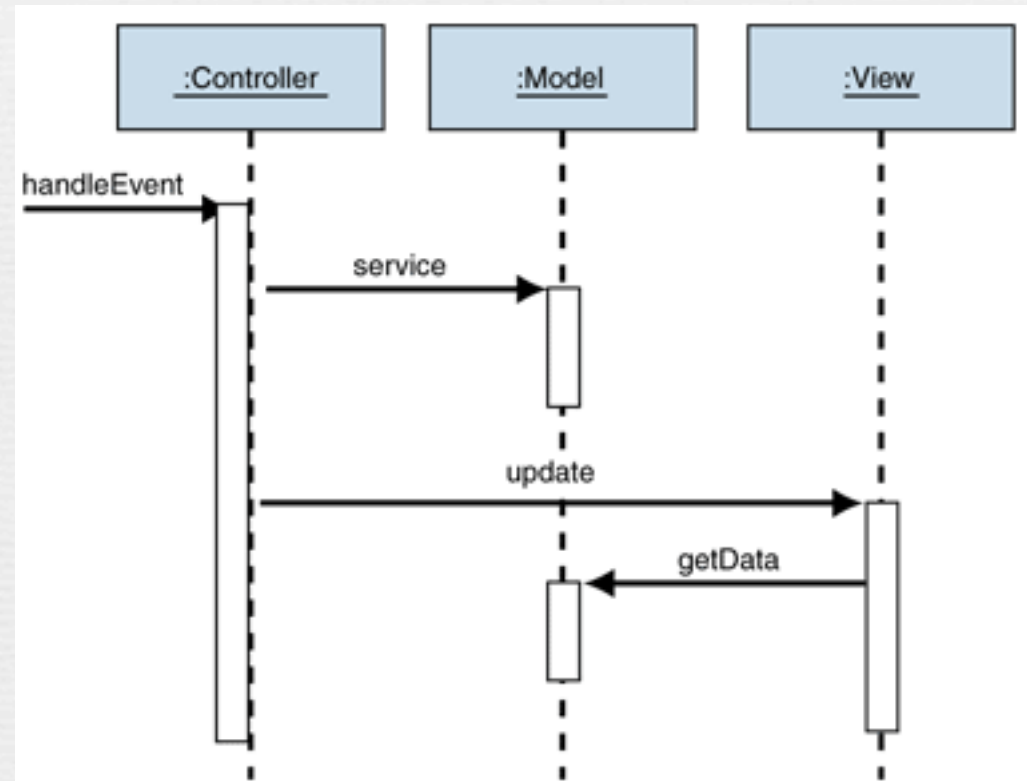 :Controller
:Model
:View
handleEvent
service
update
getData